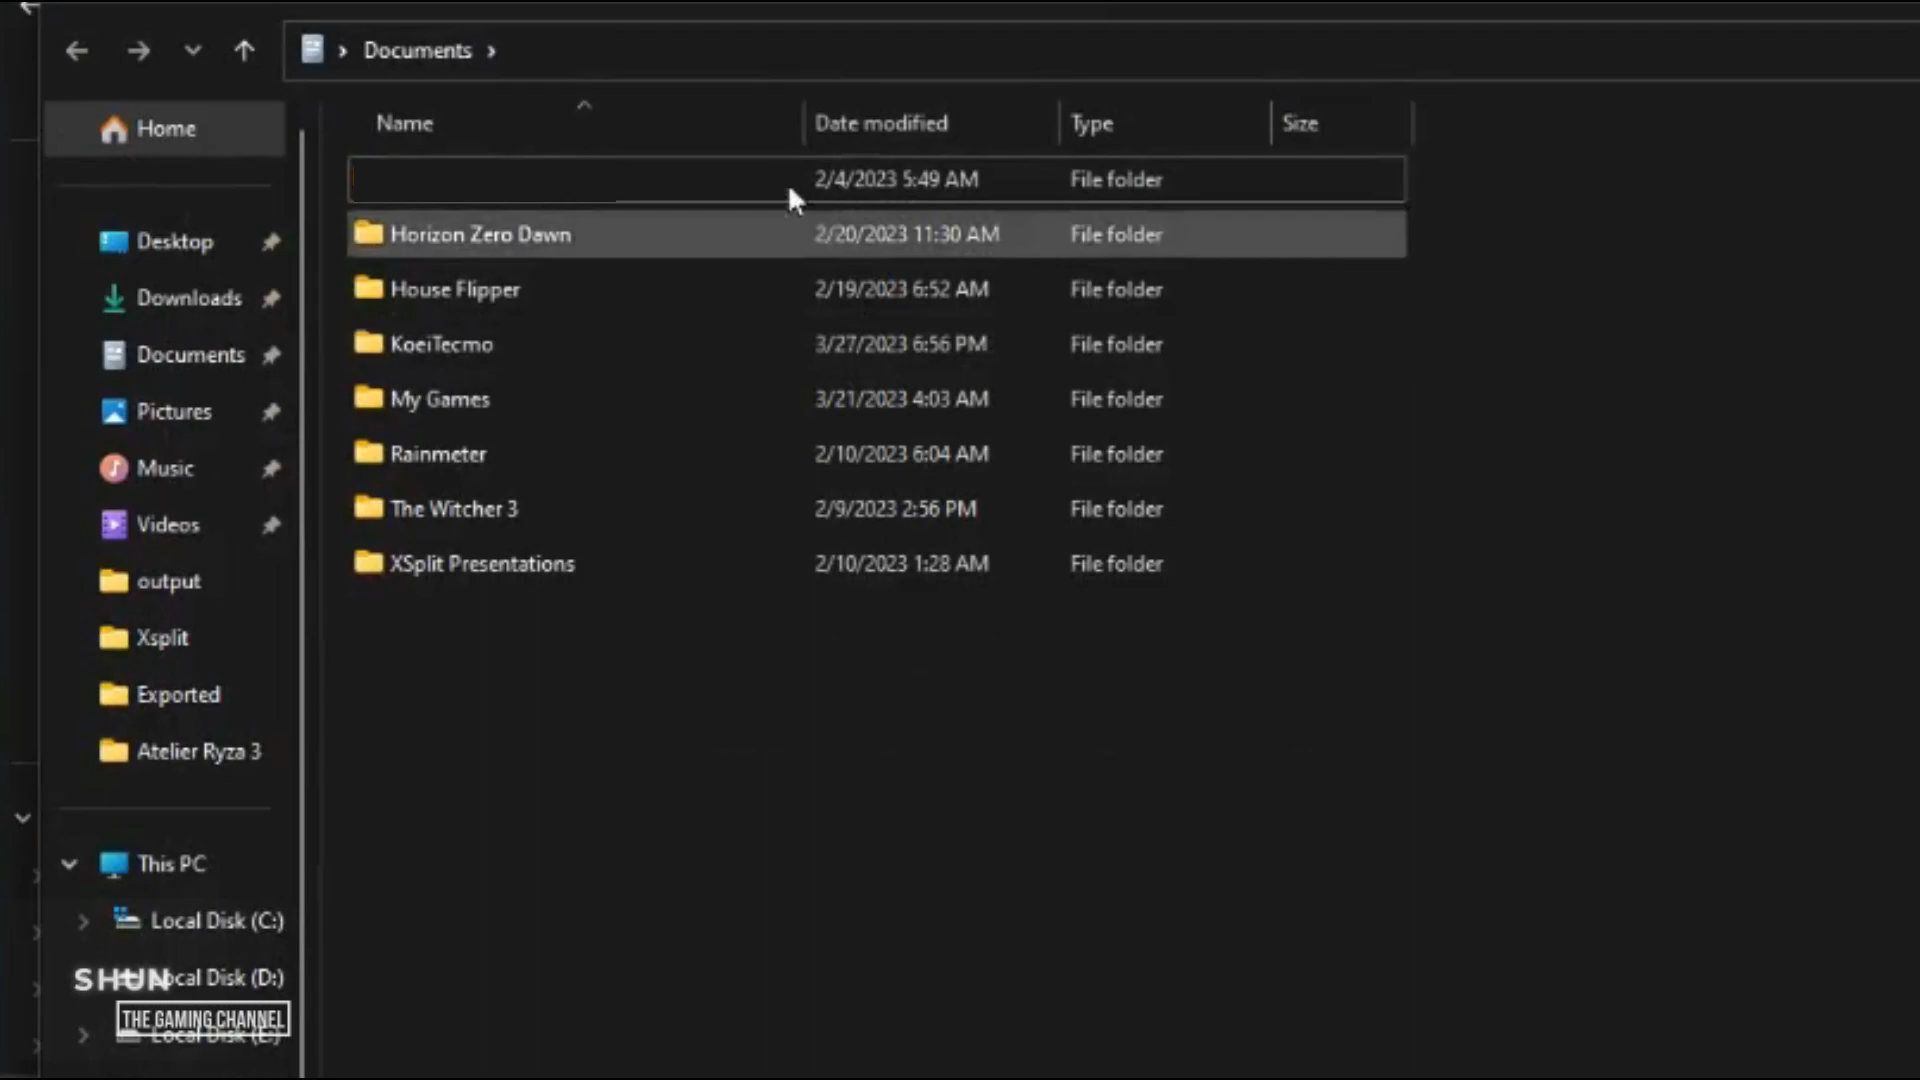 Documents
Name Date modified Type Size
Home
2/4/2023 5:49 AM File folder
Horizon Zero Dawn 2/20/2023 11:30 AM File folder
Desktop
House Flipper 2/19/2023 6:52 AM File folder
Downloads
KoeiTecmo 3/27/2023 6:56 PM File folder
Documents
My Games 3/21/2023 4:03 AM File folder
Pictures
Rainmeter 2/10/2023 6:04 AM File folder
Music
The Witcher 3 2/9/2023 2:56 PM File folder
Videos
XSplit Presentations 2/10/2023 1:28 AM File folder
output
Xsplit
Exported
Atelier Ryza 3
This PC
Local Disk (C:)
SHUN
Local Disk (D:)
THE GAMING CHANNEL
Local Disk (E:)